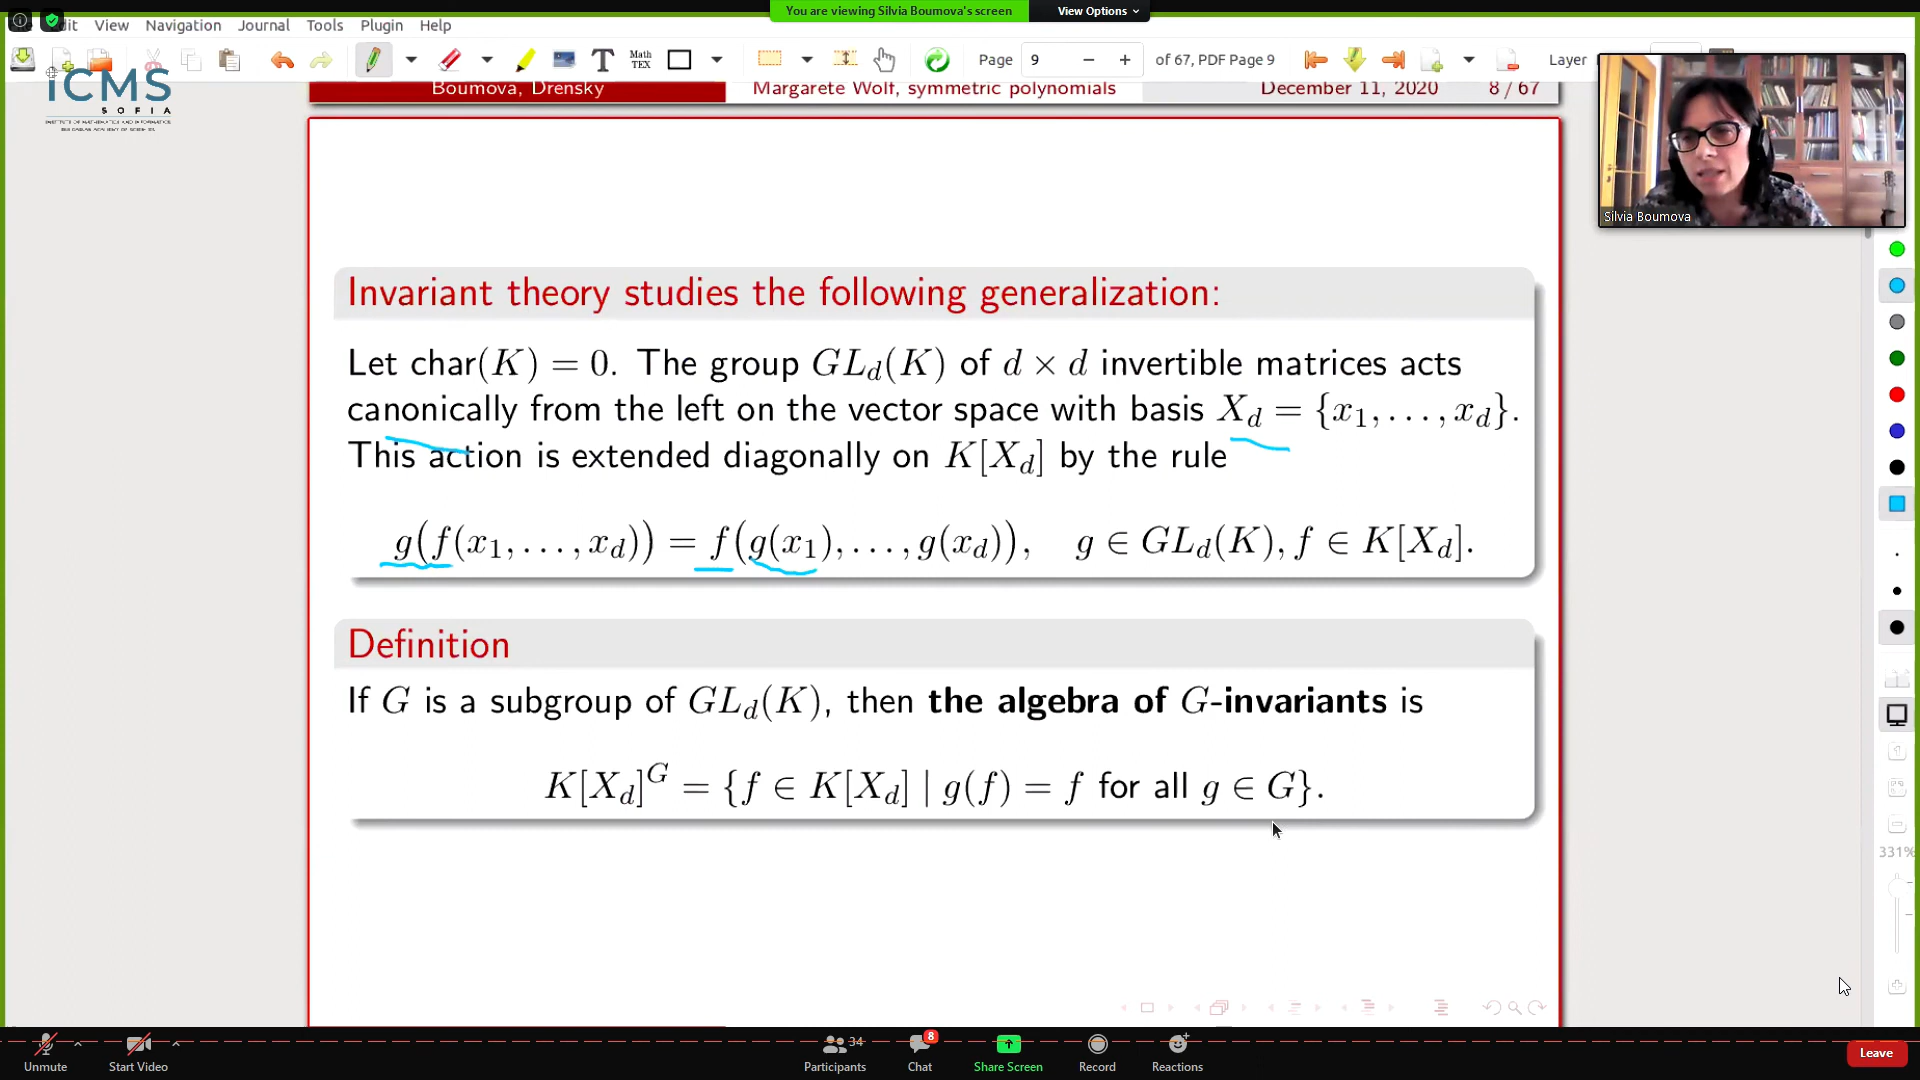 You are viewing Silvia Boumova's screen View Options
View Navigation Journal Tools Plugin Help
Math
TEX
Page 9 of 67, PDF Page 9 Layer
iCMS
SOFIA
Boumova, Drensky Margarete Wolf, symmetric polynomials December 11, 2020 8 / 67
Silvia Boumova
Invariant theory studies the following generalization:
Let char(K) = 0. The group GL_d(K) of d × d invertible matrices acts
canonically from the left on the vector space with basis X_d = {x_1, . . . , x_d}.
This action is extended diagonally on K[X_d] by the rule
g(f(x_1, . . . , x_d)) = f(g(x_1), . . . , g(x_d)), g ∈ GL_d(K), f ∈ K[X_d].
Definition
If G is a subgroup of GL_d(K), then the algebra of G-invariants is
K[X_d]^G = {f ∈ K[X_d] | g(f) = f for all g ∈ G}.
331%
Unmute Start Video Participants 34 Chat 8 Share Screen Record Reactions Leave